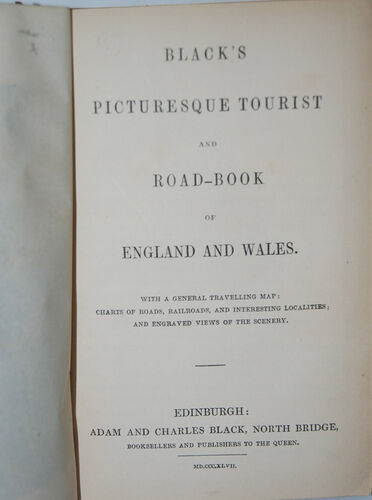 BLACK'S
PICTURESQUE TOURIST
AND
ROAD-BOOK
OF
ENGLAND AND WALES.
WITH A GENERAL TRAVELLING MAP:
CHARTS OF ROADS, RAILROADS, AND INTERESTING LOCALITIES;
AND ENGRAVED VIEWS OF THE SCENERY.
EDINBURGH:
ADAM AND CHARLES BLACK, NORTH BRIDGE,
BOOKSELLERS AND PUBLISHERS TO THE QUEEN.
MD.CCC.XLVII.